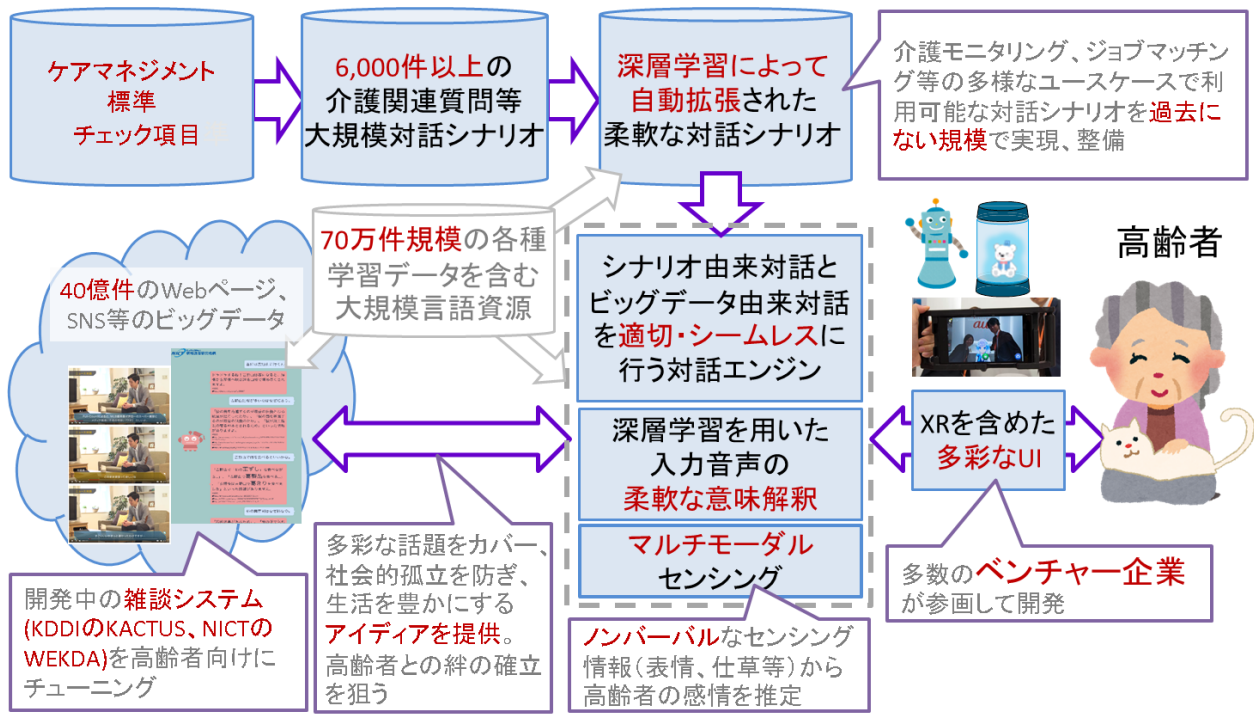 ケアマネジメント
標準
チェック項目
6,000件以上の
介護関連質問等
大規模対話シナリオ
深層学習によって
自動拡張された
柔軟な対話シナリオ
介護モニタリング、ジョブマッチン
グ等の多様なユースケースで利
用可能な対話シナリオを過去に
ない規模で実現、整備
70万件規模の各種
学習データを含む
大規模言語資源
40億件のWebページ、
SNS等のビッグデータ
シナリオ由来対話と
ビッグデータ由来対話
を適切・シームレスに
行う対話エンジン
深層学習を用いた
入力音声の
柔軟な意味解釈
マルチモーダル
センシング
高齢者
au
XRを含めた
多彩なUI
開発中の雑談システム
(KDDIのKACTUS、NICTの
WEKDA)を高齢者向けに
チューニング
多彩な話題をカバー、
社会的孤立を防ぎ、
生活を豊かにする
アイディアを提供。
高齢者との絆の確立
を狙う
ノンバーバルなセンシング
情報（表情、仕草等）から
高齢者の感情を推定
多数のベンチャー企業
が参画して開発